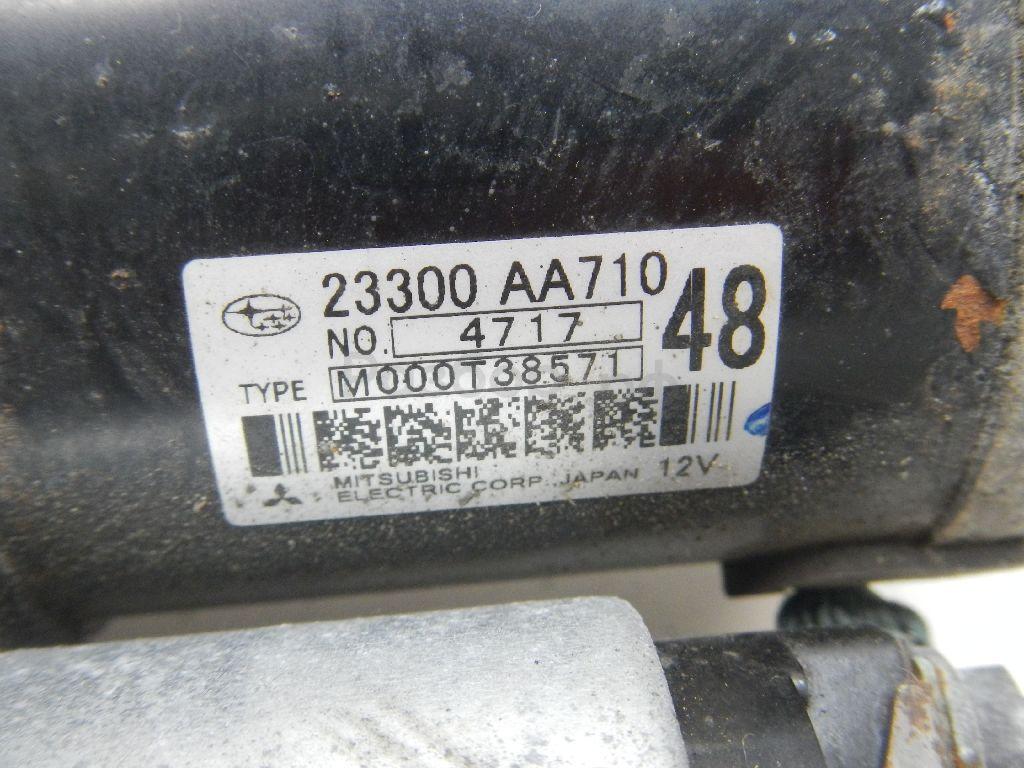 23300 AA710
48
NO. 4717
TYPE M000T38571
MITSUBISHI
ELECTRIC CORP. JAPAN 12V